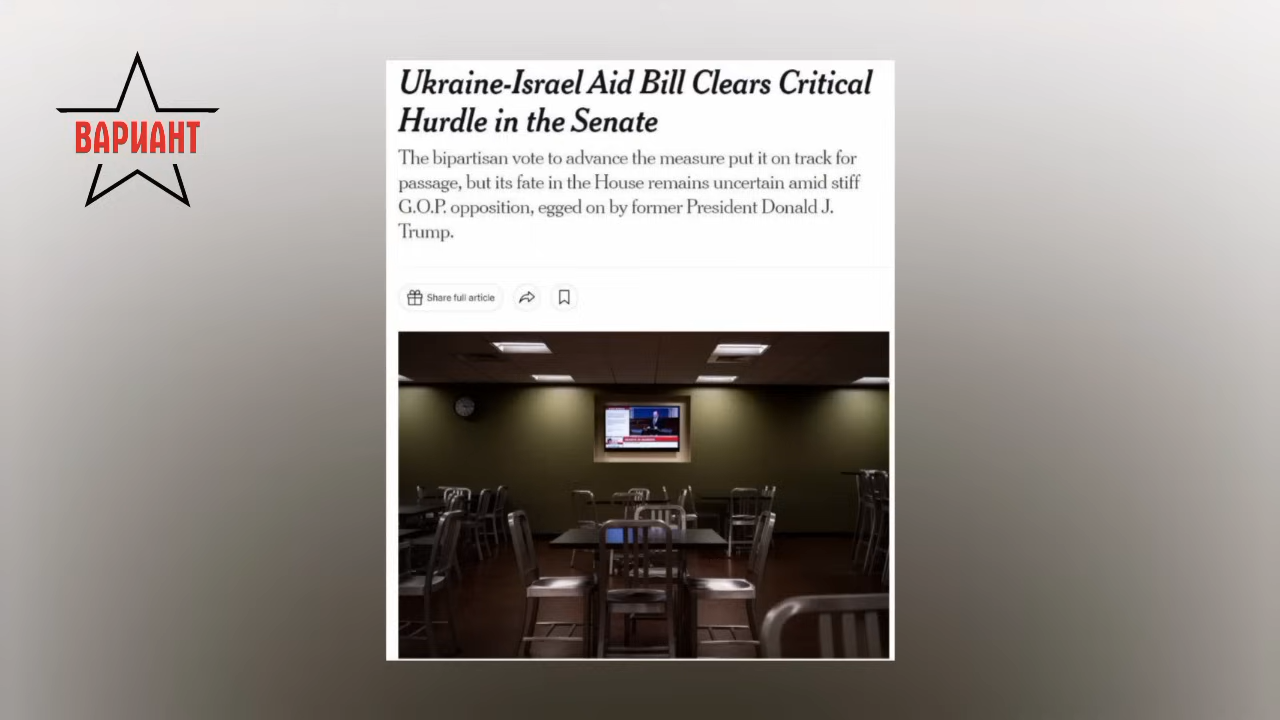 ВАРИАНТ
Ukraine-Israel Aid Bill Clears Critical
Hurdle in the Senate
The bipartisan vote to advance the measure put it on track for
passage, but its fate in the House remains uncertain amid stiff
G.O.P. opposition, egged on by former President Donald J.
Trump.
Share full article